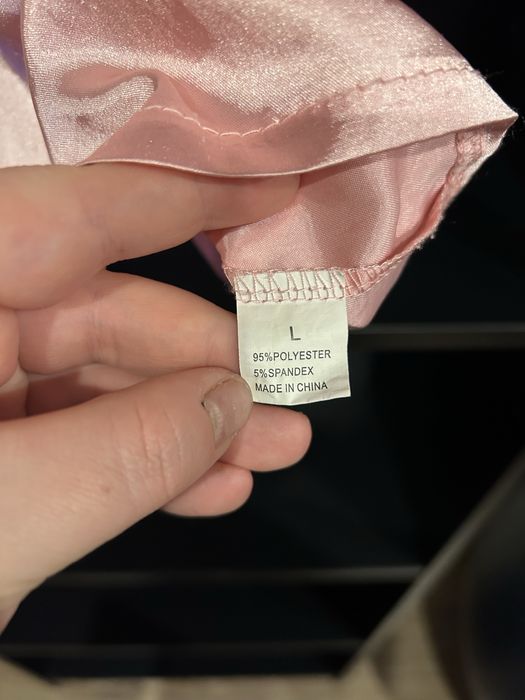 L
95%POLYESTER
5%SPANDEX
MADE IN CHINA